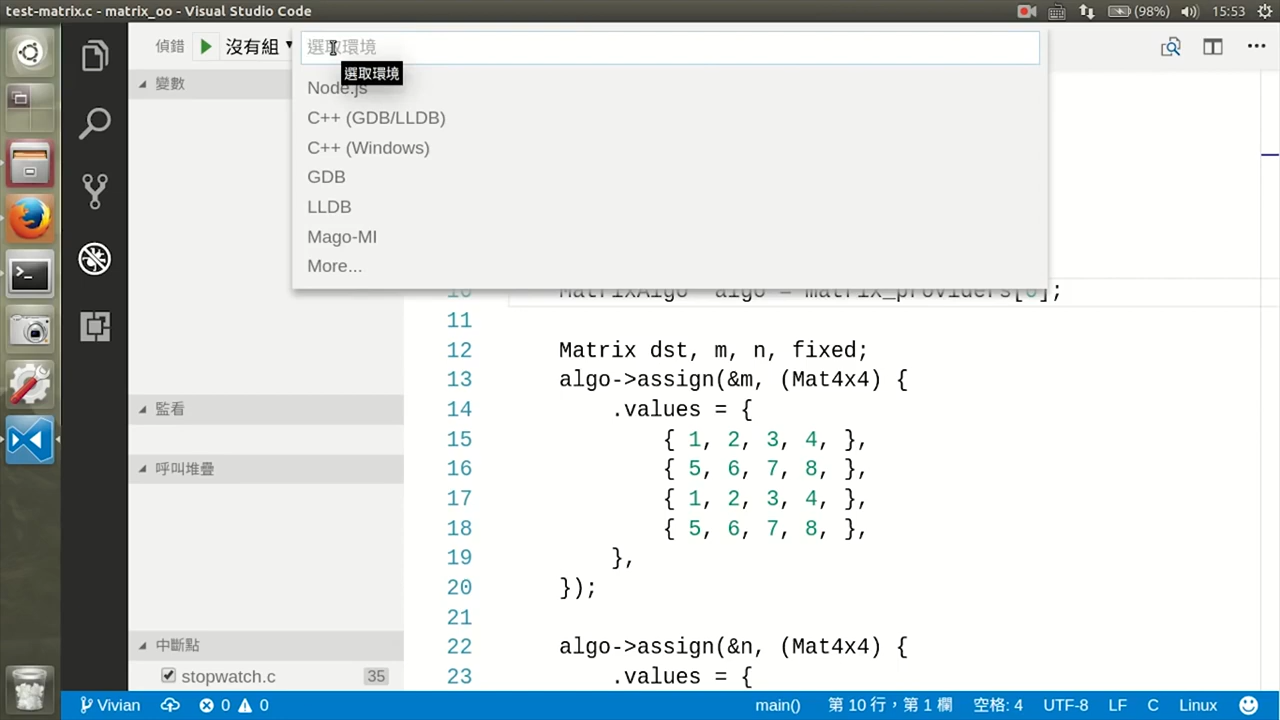 test-matrix.c - matrix_oo - Visual Studio Code
(98%)
15:53
偵錯
沒有組
選取環境
選取環境
變數
Node.js
C++ (GDB/LLDB)
C++ (Windows)
GDB
LLDB
Mago-MI
More...
10 MatrixAlgo algo = matrix_providers[0];
11
12 Matrix dst, m, n, fixed;
13 algo->assign(&m, (Mat4x4) {
14 .values = {
15 { 1, 2, 3, 4, },
16 { 5, 6, 7, 8, },
17 { 1, 2, 3, 4, },
18 { 5, 6, 7, 8, },
19 },
20 });
21
22 algo->assign(&n, (Mat4x4) {
23 .values = {
監看
呼叫堆疊
中斷點
stopwatch.c 35
Vivian
0
0
main()
第 10 行，第 1 欄
空格: 4
UTF-8
LF
C
Linux